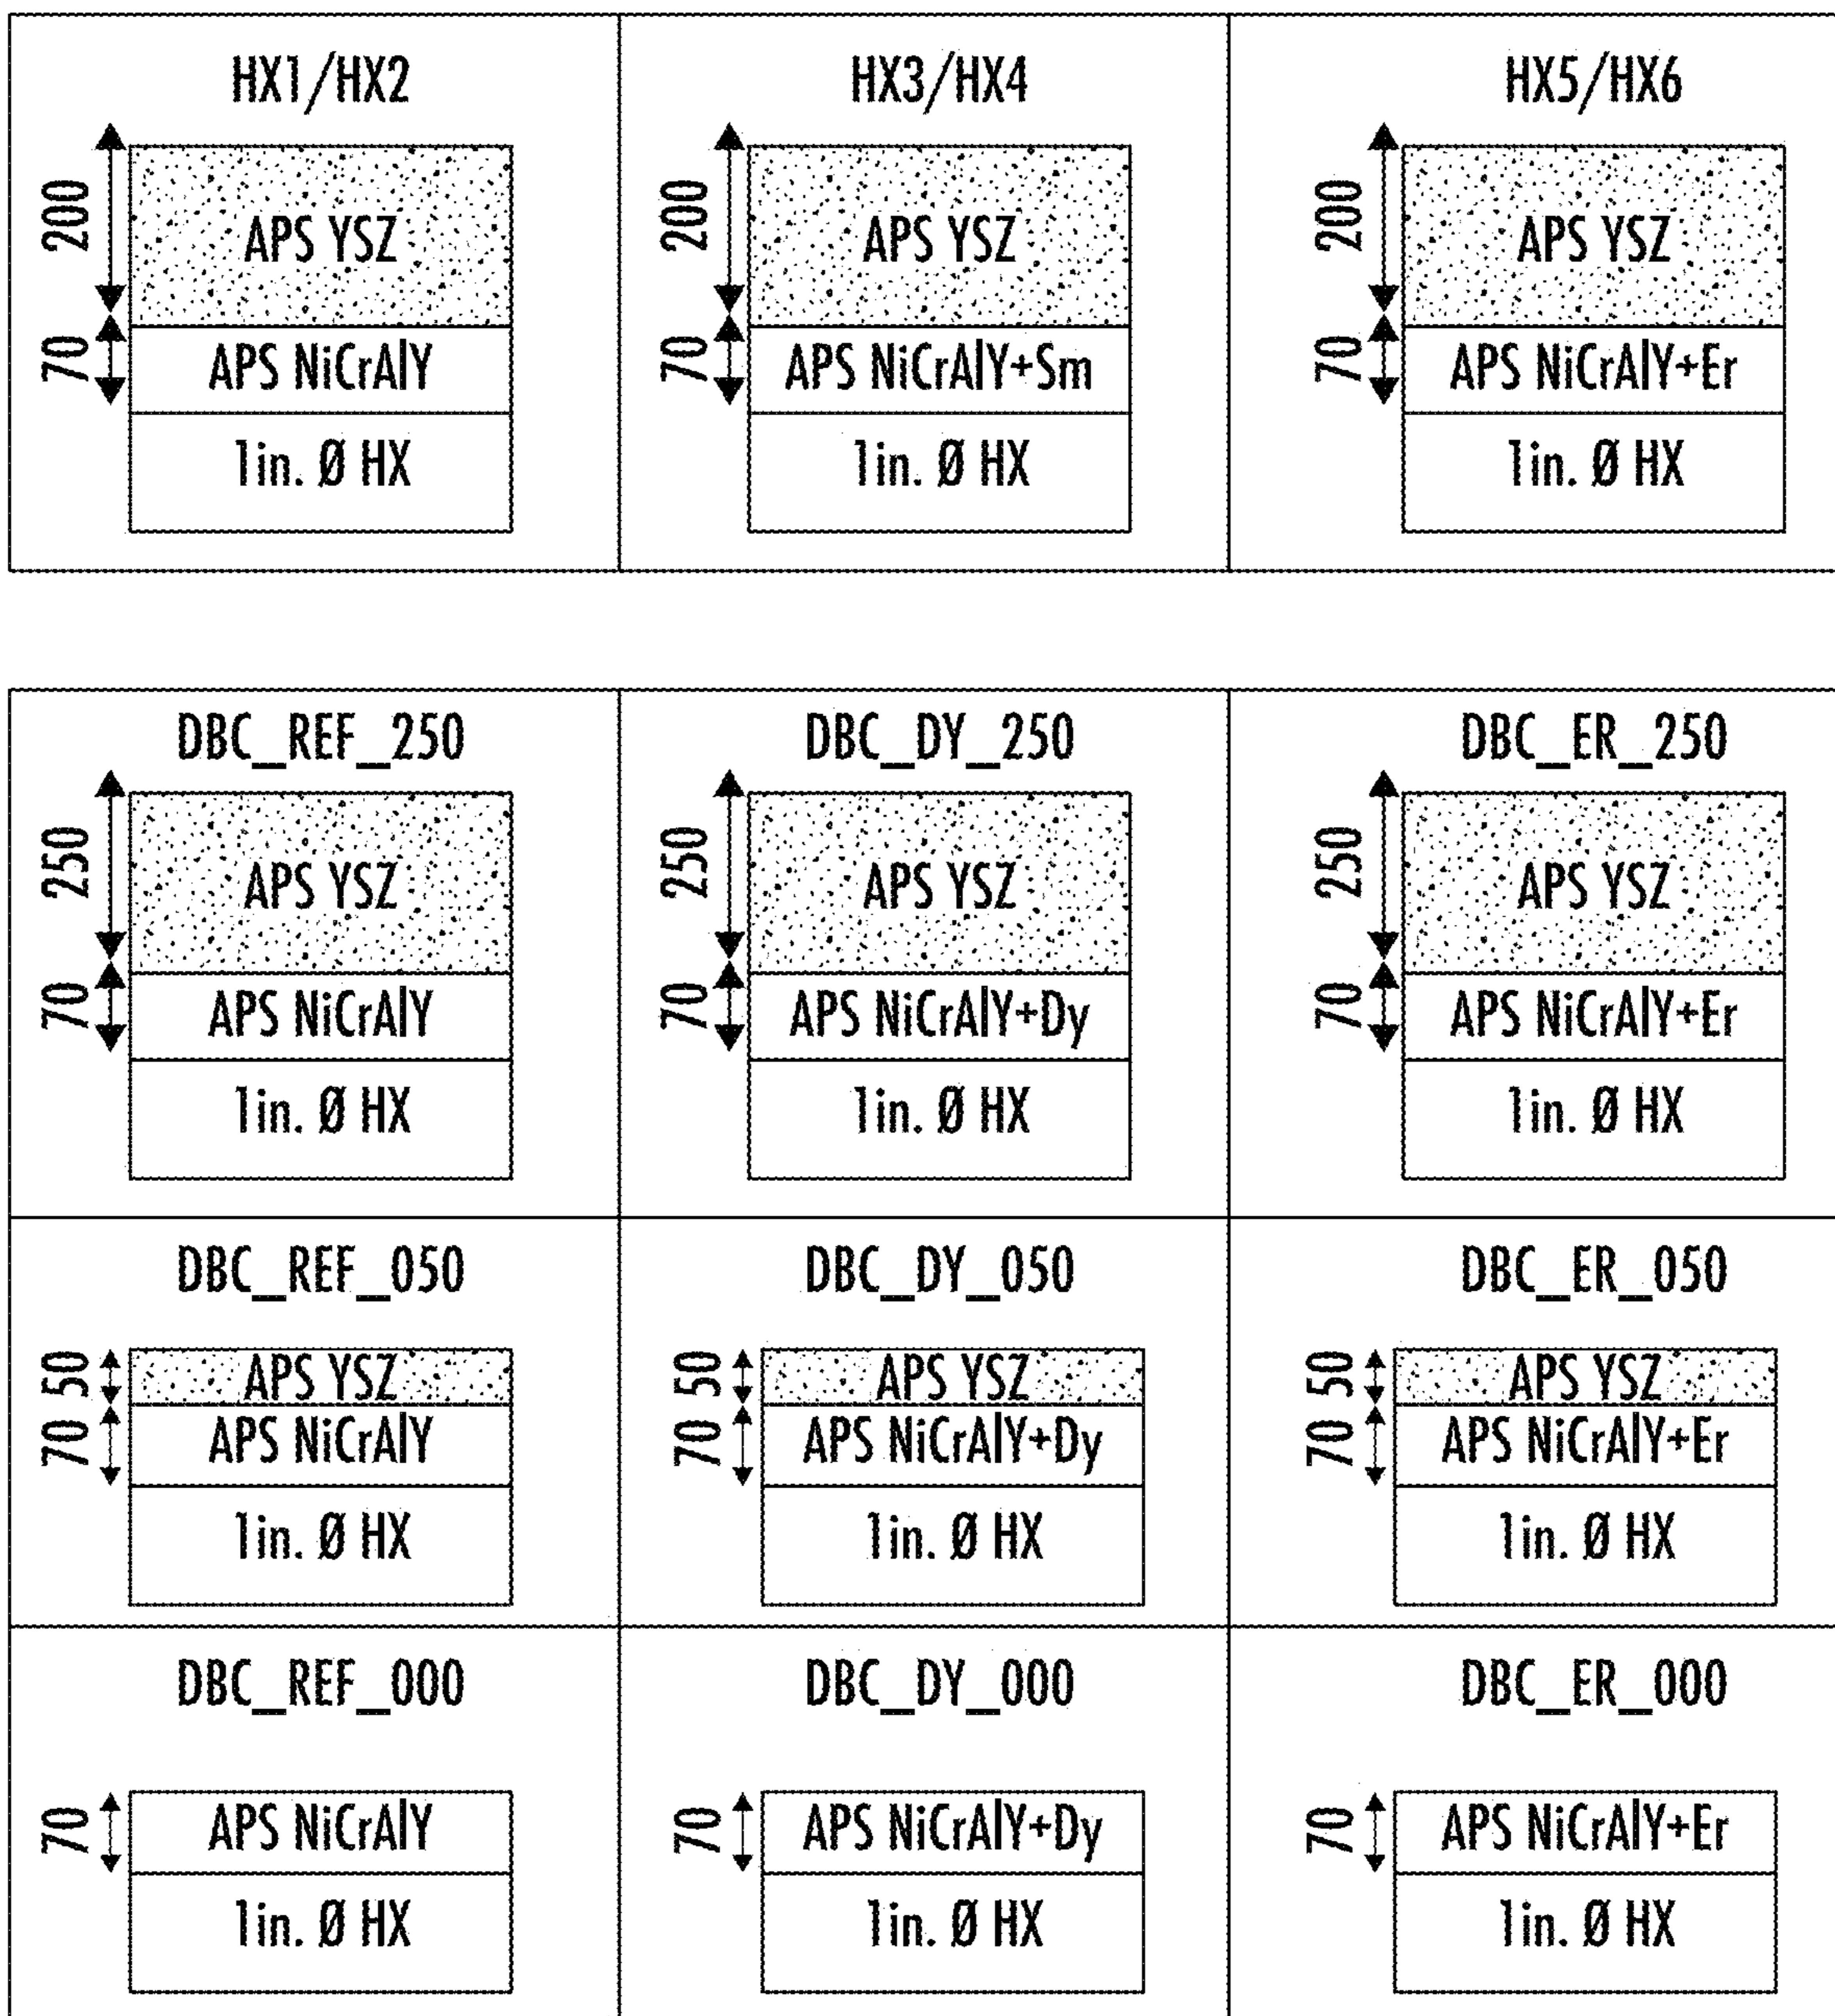 HX1/HX2
200
APS YSZ
70
APS NiCrAlY
1in. Ø HX
HX3/HX4
200
APS YSZ
70
APS NiCrAlY+Sm
1in. Ø HX
HX5/HX6
200
APS YSZ
70
APS NiCrAlY+Er
1in. Ø HX
DBC_REF_250
250
APS YSZ
70
APS NiCrAlY
1in. Ø HX
DBC_DY_250
250
APS YSZ
70
APS NiCrAlY+Dy
1in. Ø HX
DBC_ER_250
250
APS YSZ
70
APS NiCrAlY+Er
1in. Ø HX
DBC_REF_050
50
APS YSZ
70
APS NiCrAlY
1in. Ø HX
DBC_DY_050
50
APS YSZ
70
APS NiCrAlY+Dy
1in. Ø HX
DBC_ER_050
50
APS YSZ
70
APS NiCrAlY+Er
1in. Ø HX
DBC_REF_000
70
APS NiCrAlY
1in. Ø HX
DBC_DY_000
70
APS NiCrAlY+Dy
1in. Ø HX
DBC_ER_000
70
APS NiCrAlY+Er
1in. Ø HX